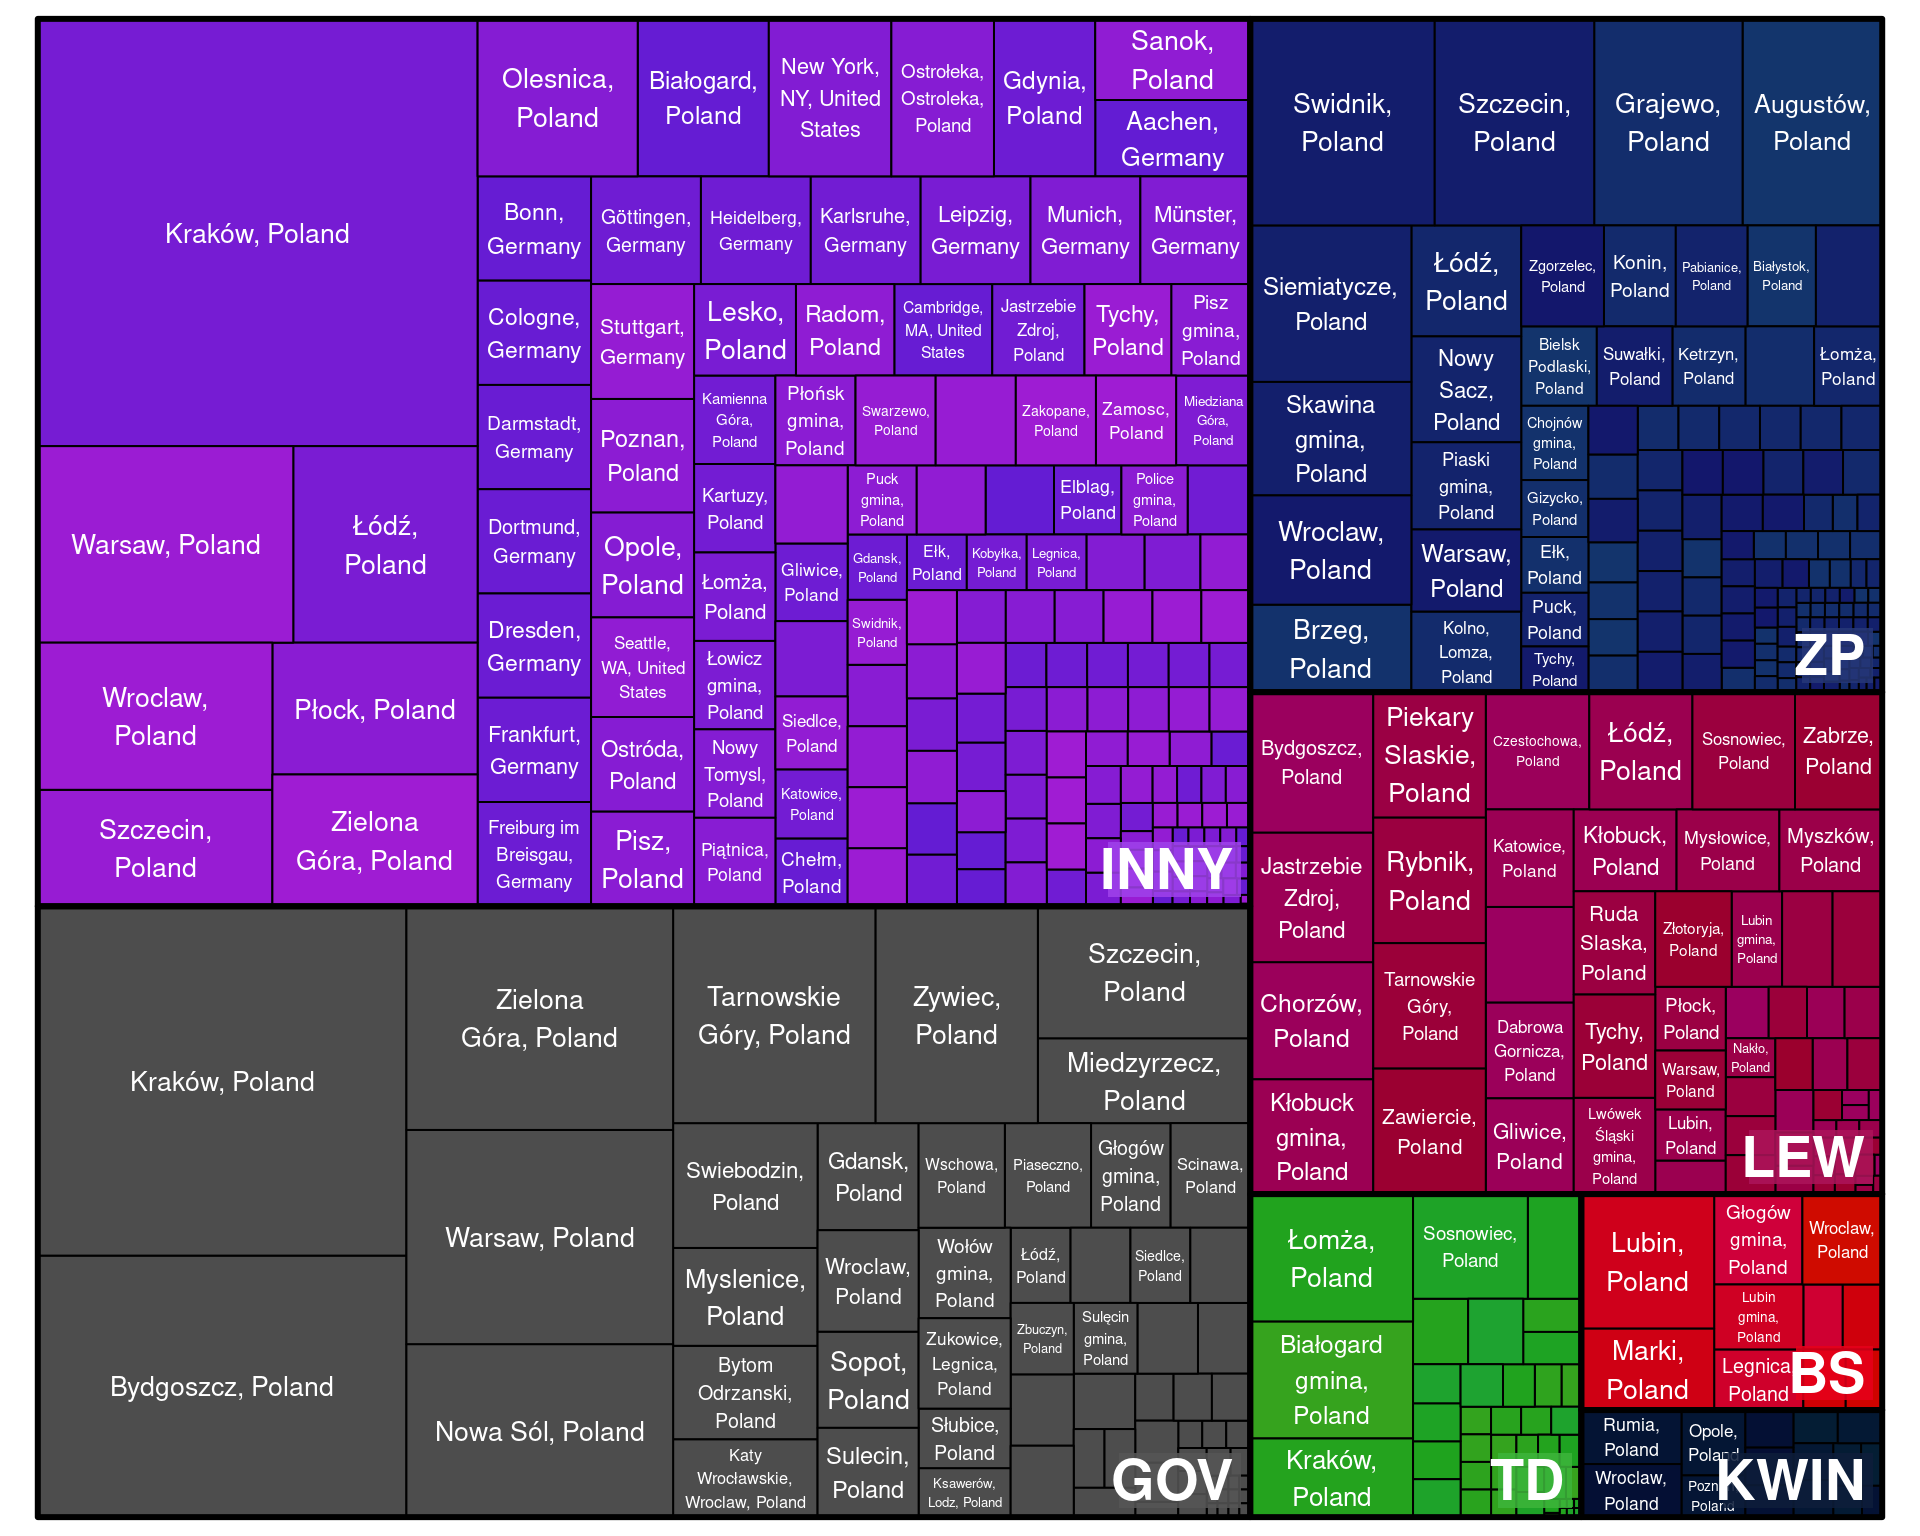 Kraków, Poland
Warsaw, Poland
Łódź,
Poland
Wroclaw,
Poland
Płock, Poland
Szczecin,
Poland
Zielona
Góra, Poland
Olesnica,
Poland
Białogard,
Poland
New York,
NY, United
States
Ostrołeka,
Ostroleka,
Poland
Gdynia,
Poland
Sanok,
Poland
Aachen,
Germany
Bonn,
Germany
Göttingen,
Germany
Heidelberg,
Germany
Karlsruhe,
Germany
Leipzig,
Germany
Munich,
Germany
Münster,
Germany
Cologne,
Germany
Darmstadt,
Germany
Dortmund,
Germany
Dresden,
Germany
Frankfurt,
Germany
Freiburg im
Breisgau,
Germany
Stuttgart,
Germany
Poznan,
Poland
Opole,
Poland
Seattle,
WA, United
States
Ostróda,
Poland
Pisz,
Poland
Lesko,
Poland
Radom,
Poland
Cambridge,
MA, United
States
Jastrzebie
Zdroj,
Poland
Tychy,
Poland
Pisz
gmina,
Poland
Kamienna
Góra,
Poland
Kartuzy,
Poland
Łomża,
Poland
Łowicz
gmina,
Poland
Nowy
Tomysl,
Poland
Piątnica,
Poland
Płońsk
gmina,
Poland
Swarzewo,
Poland
Zakopane,
Poland
Zamosc,
Poland
Miedziana
Góra,
Poland
Gliwice,
Poland
Siedlce,
Poland
Katowice,
Poland
Chełm,
Poland
Puck
gmina,
Poland
Elblag,
Poland
Police
gmina,
Poland
Gdansk,
Poland
Swidnik,
Poland
Ełk,
Poland
Kobyłka,
Poland
Legnica,
Poland
INNY
Swidnik,
Poland
Szczecin,
Poland
Grajewo,
Poland
Augustów,
Poland
Siemiatycze,
Poland
Skawina
gmina,
Poland
Wroclaw,
Poland
Brzeg,
Poland
Łódź,
Poland
Nowy
Sacz,
Poland
Piaski
gmina,
Poland
Warsaw,
Poland
Kolno,
Lomza,
Poland
Zgorzelec,
Poland
Konin,
Poland
Pabianice,
Poland
Białystok,
Poland
Bielsk
Podlaski,
Poland
Suwałki,
Poland
Ketrzyn,
Poland
Łomża,
Poland
Chojnów
gmina,
Poland
Gizycko,
Poland
Ełk,
Poland
Puck,
Poland
Tychy,
Poland
ZP
Bydgoszcz,
Poland
Jastrzebie
Zdroj,
Poland
Chorzów,
Poland
Kłobuck
gmina,
Poland
Piekary
Slaskie,
Poland
Rybnik,
Poland
Tarnowskie
Góry,
Poland
Zawiercie,
Poland
Czestochowa,
Poland
Łódź,
Poland
Sosnowiec,
Poland
Zabrze,
Poland
Katowice,
Poland
Dabrowa
Gornicza,
Poland
Gliwice,
Poland
Kłobuck,
Poland
Mysłowice,
Poland
Myszków,
Poland
Ruda
Slaska,
Poland
Tychy,
Poland
Lwówek
Śląski
gmina,
Poland
Złotoryja,
Poland
Lubin
gmina,
Poland
Płock,
Poland
Warsaw,
Poland
Lubin,
Poland
Nakło,
Poland
LEW
Kraków, Poland
Bydgoszcz, Poland
Zielona
Góra, Poland
Warsaw, Poland
Nowa Sól, Poland
Tarnowskie
Góry, Poland
Zywiec,
Poland
Szczecin,
Poland
Miedzyrzecz,
Poland
Swiebodzin,
Poland
Myslenice,
Poland
Bytom
Odrzanski,
Poland
Katy
Wrocławskie,
Wroclaw, Poland
Gdansk,
Poland
Wroclaw,
Poland
Sopot,
Poland
Sulecin,
Poland
Wschowa,
Poland
Piaseczno,
Poland
Głogów
gmina,
Poland
Scinawa,
Poland
Wołów
gmina,
Poland
Zukowice,
Legnica,
Poland
Słubice,
Poland
Ksawerów,
Lodz, Poland
Łódź,
Poland
Siedlce,
Poland
Zbuczyn,
Poland
Sulęcin
gmina,
Poland
GOV
Łomża,
Poland
Białogard
gmina,
Poland
Kraków,
Poland
Sosnowiec,
Poland
TD
Lubin,
Poland
Marki,
Poland
Głogów
gmina,
Poland
Wroclaw,
Poland
Lubin
gmina,
Poland
Legnica
Poland
BS
Rumia,
Poland
Wroclaw,
Poland
Opole,
Poland
Pozn
Poland
KWIN